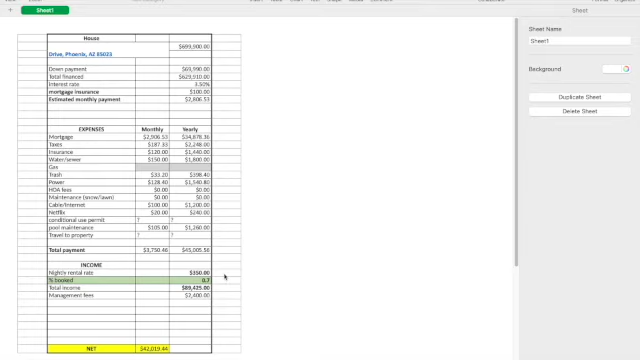 Sheet1
Sheet
House
$699,900.00
Drive, Phoenix, AZ 85023
Down payment $69,990.00
Total financed $629,910.00
Interest rate 3.50%
mortgage insurance $100.00
Estimated monthly payment $2,806.53
EXPENSES Monthly Yearly
Mortgage $2,906.53 $34,878.36
Taxes $187.33 $2,248.00
Insurance $120.00 $1,440.00
Water/sewer $150.00 $1,800.00
Gas
Trash $33.20 $398.40
Power $128.40 $1,540.80
HOA fees $0.00 $0.00
Maintenance (snow/lawn) $0.00 $0.00
Cable/Internet $100.00 $1,200.00
Netflix $20.00 $240.00
conditional use permit ? ?
pool maintenance $105.00 $1,260.00
Travel to property ? ?
Total payment $3,750.46 $45,005.56
INCOME
Nightly rental rate $350.00
% booked 0.7
Total income $89,425.00
Management fees $2,400.00
NET $42,019.44
Sheet Name
Sheet1
Background
Duplicate Sheet
Delete Sheet